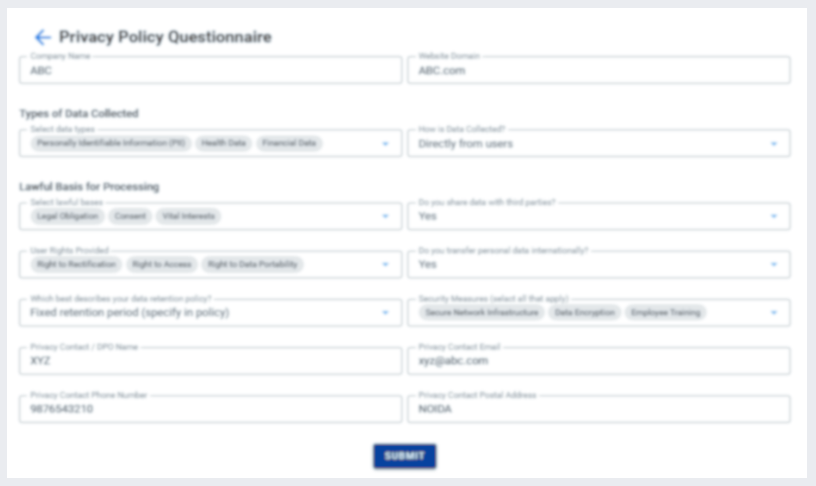 Privacy Policy Questionnaire
Company Name
Website Domain
ABC
ABC.com
Types of Data Collected
Select data types
How is Data Collected?
Personally Identifiable Information (PII) Health Data Financial Data
Directly from users
Lawful Basis for Processing
Select lawful bases
Do you share data with third parties?
Legal Obligation Consent Vital Interests
Yes
User Rights Provided
Do you transfer personal data internationally?
Right to Rectification Right to Access Right to Data Portability
Yes
Which best describes your data retention policy?
Security Measures (select all that apply)
Fixed retention period (specify in policy)
Secure Network Infrastructure Data Encryption Employee Training
Privacy Contact / DPO Name
Privacy Contact Email
XYZ
xyz@abc.com
Privacy Contact Phone Number
Privacy Contact Postal Address
9876543210
NOIDA
SUBMIT